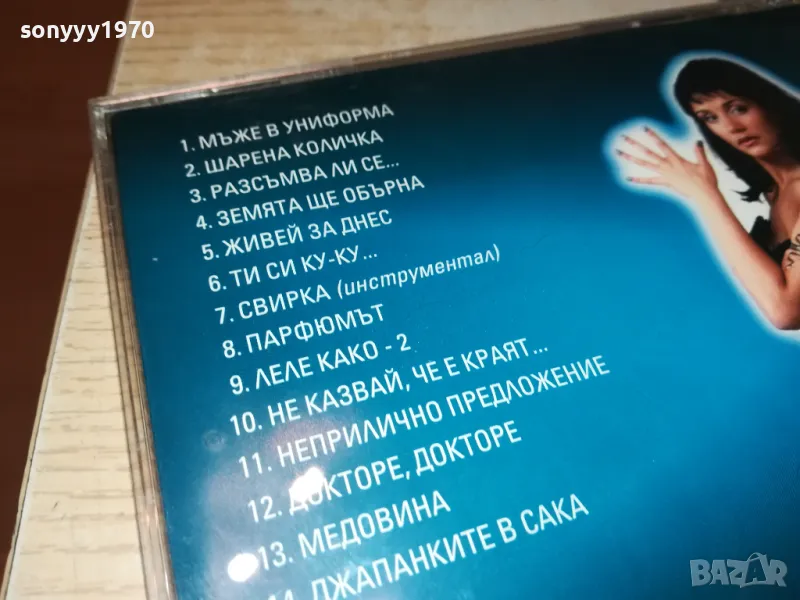 sonyyy1970
1. МЪЖЕ В УНИФОРМА
2. ШАРЕНА КОЛИЧКА
3. РАЗСЪМВА ЛИ СЕ...
4. ЗЕМЯТА ЩЕ ОБЪРНА
5. ЖИВЕЙ ЗА ДНЕС
6. ТИ СИ КУ-КУ...
7. СВИРКА (инструментал)
8. ПАРФЮМЪТ
9. ЛЕЛЕ КАКО - 2
10. НЕ КАЗВАЙ, ЧЕ Е КРАЯТ...
11. НЕПРИЛИЧНО ПРЕДЛОЖЕНИЕ
12. ДОКТОРЕ, ДОКТОРЕ
13. МЕДОВИНА
14. ДЖАПАНКИТЕ В САКА
BAZAR